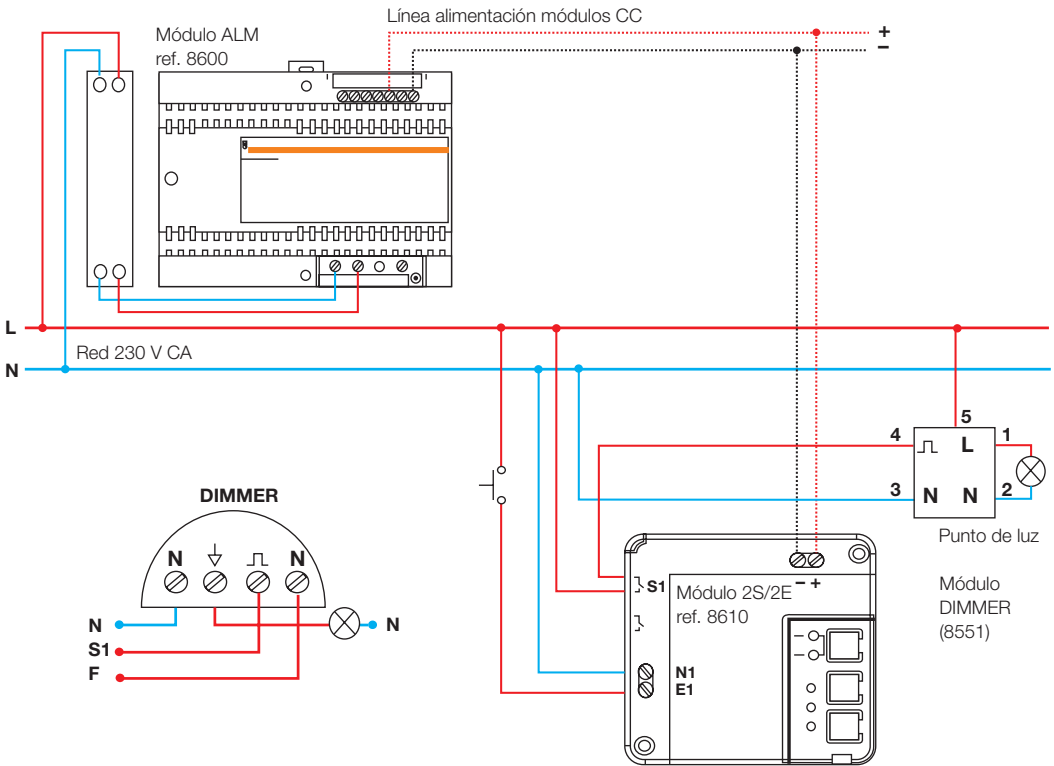 Línea alimentación módulos CC
Módulo ALM
ref. 8600
+
–
L
Red 230 V CA
N
5
4
L
1
3
N
N
2
Punto de luz
DIMMER
N
N
N
N
S1
F
S1
– +
Módulo 2S/2E
ref. 8610
N1
E1
Módulo
DIMMER
(8551)